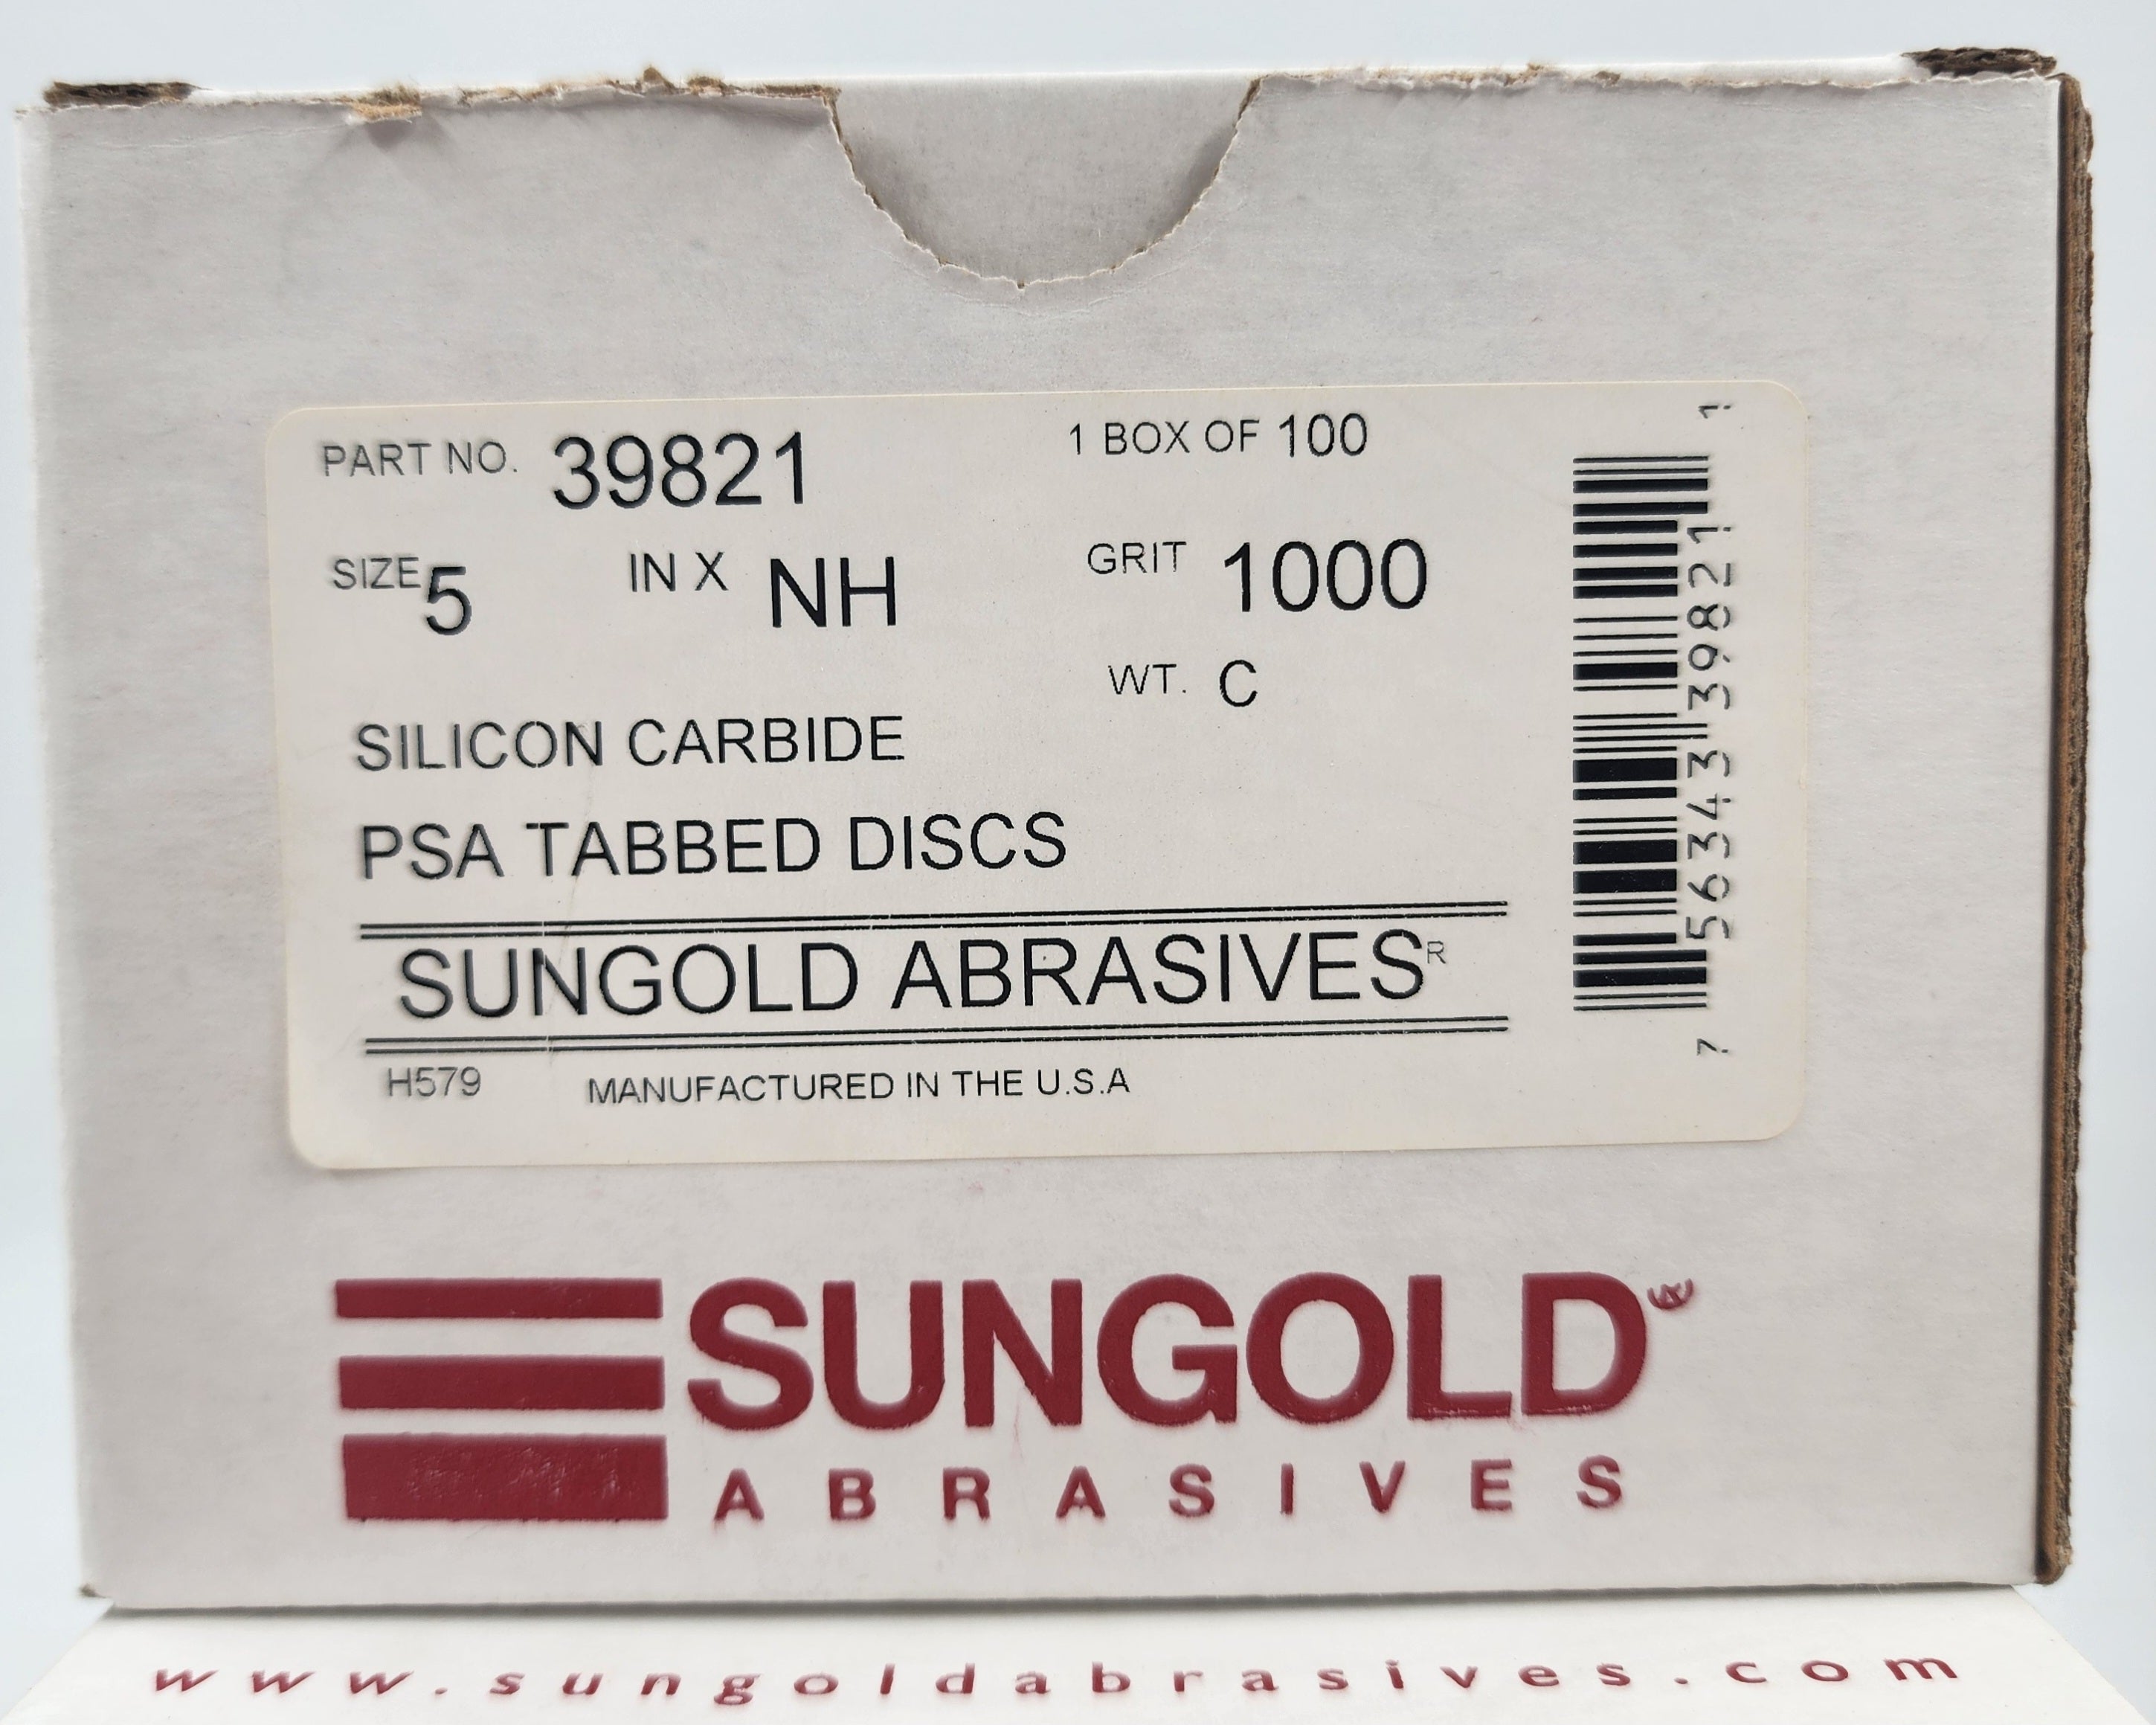 PART NO. 39821
1 BOX OF 100
SIZE 5 IN X NH
GRIT 1000
WT. C
SILICON CARBIDE
PSA TABBED DISCS
SUNGOLD ABRASIVES R
H579 MANUFACTURED IN THE U.S.A
7 56343 39821 1
SUNGOLD®
ABRASIVES
www.sungoldabrasives.com